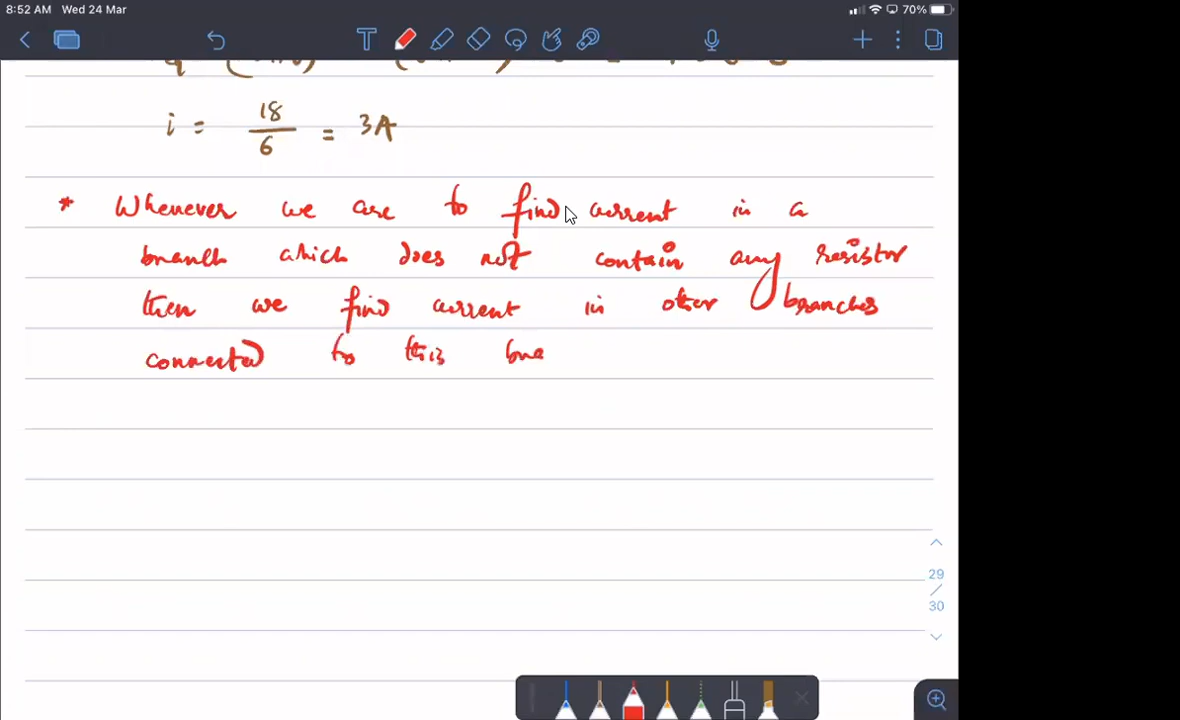 8:52 AM Wed 24 Mar 70%
i = 18/6 = 3A
* Whenever we are to find current in a
branch which does not contain any resistor
then we find current in other branches
connected to this bra
29
/
30